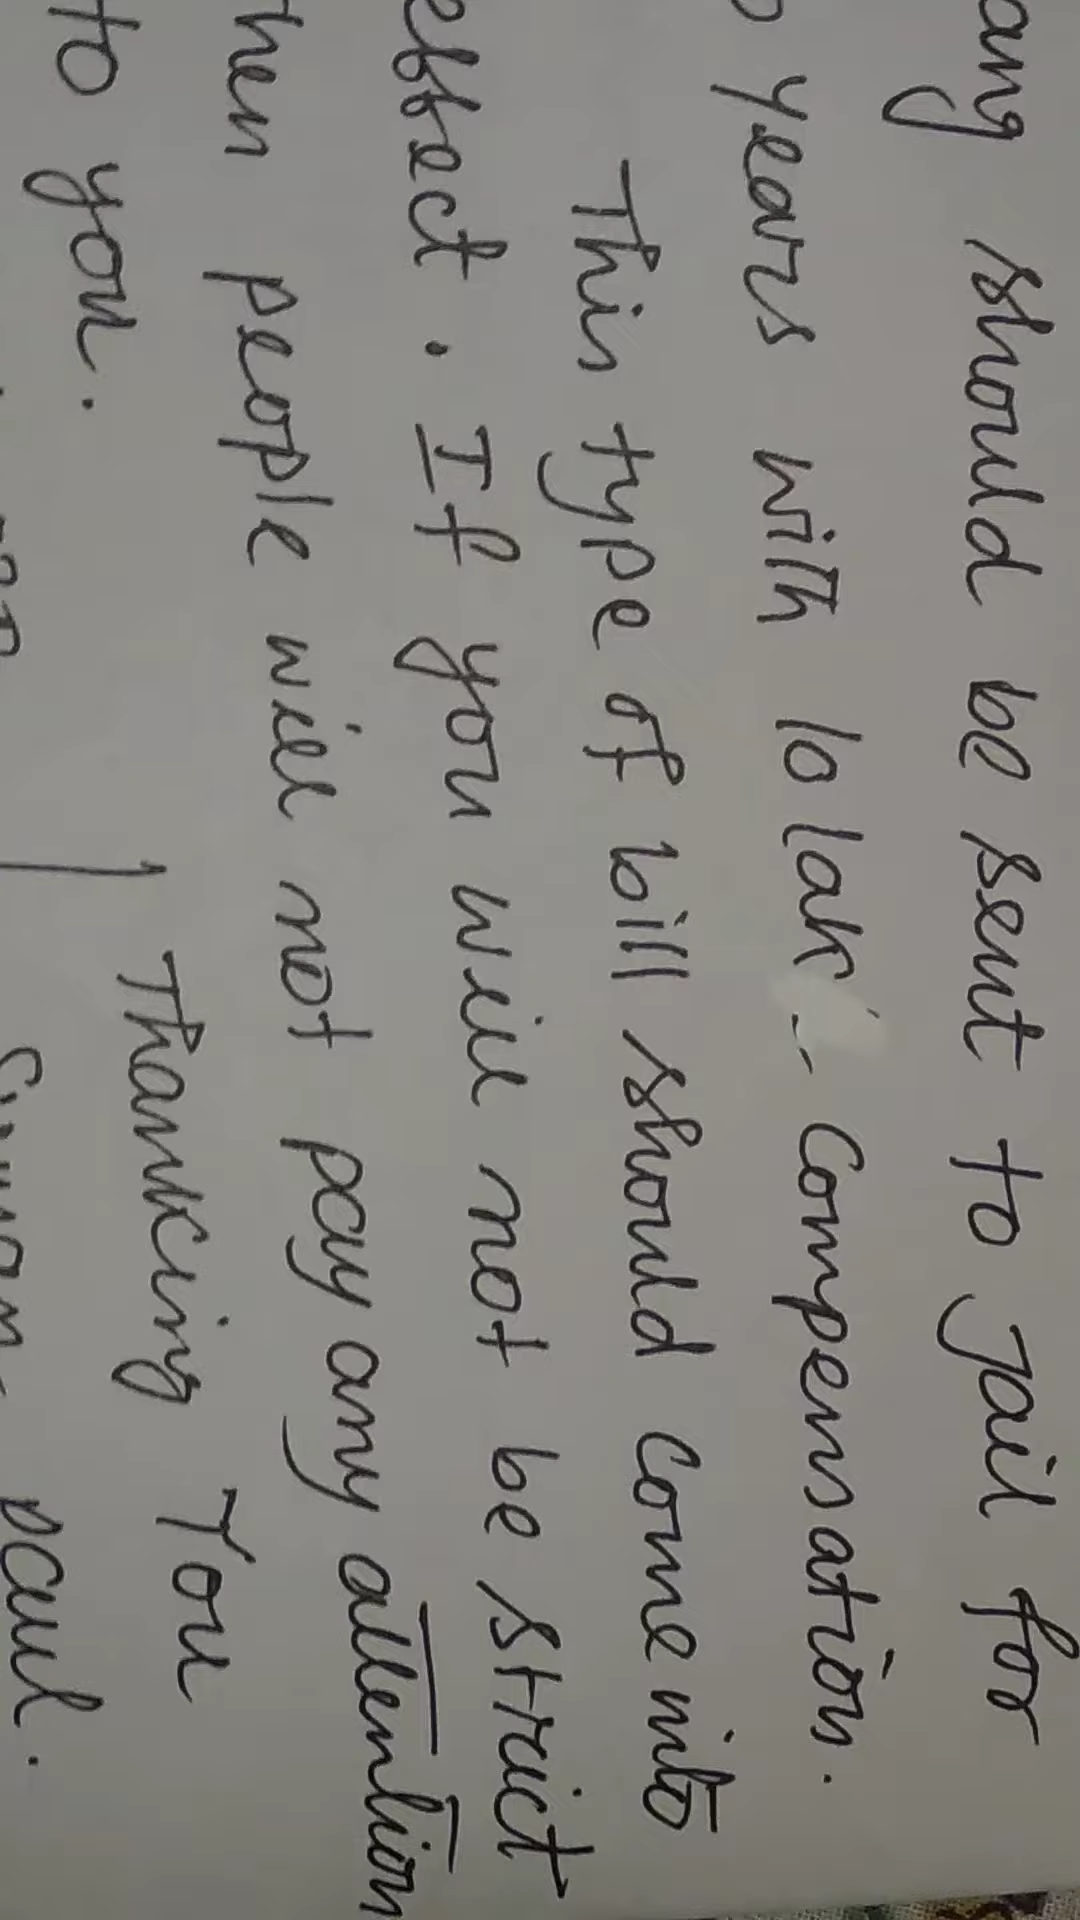 any should be sent to Jail for
years with 10 lakh compensation.
This type of bill should come into
effect. If you will not be strict
then people will not pay any attention
to you.
Thanking You
paul.